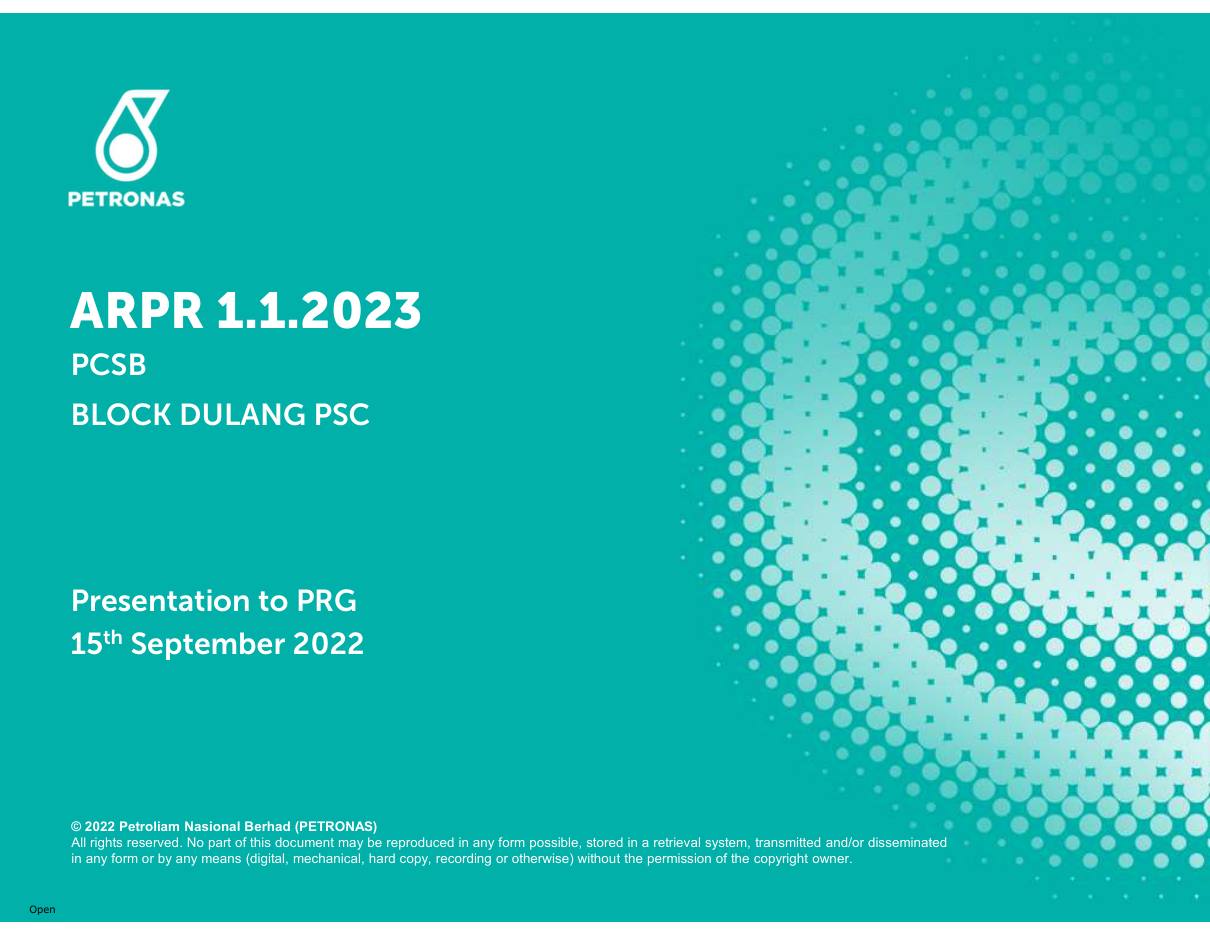 PETRONAS
ARPR 1.1.2023
PCSB
BLOCK DULANG PSC
Presentation to PRG
15th September 2022
© 2022 Petroliam Nasional Berhad (PETRONAS)
All rights reserved. No part of this document may be reproduced in any form possible, stored in a retrieval system, transmitted and/or disseminated
in any form or by any means (digital, mechanical, hard copy, recording or otherwise) without the permission of the copyright owner.
Open